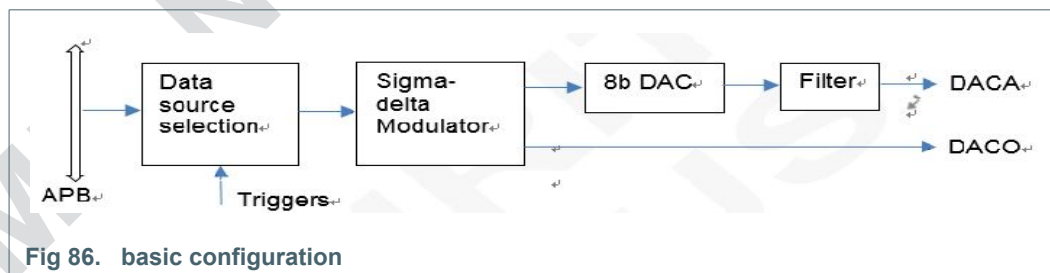 Data
source
selection
Sigma-
delta
Modulator
8b DAC
Filter
DACA
DACO
APB
Triggers
Fig 86. basic configuration